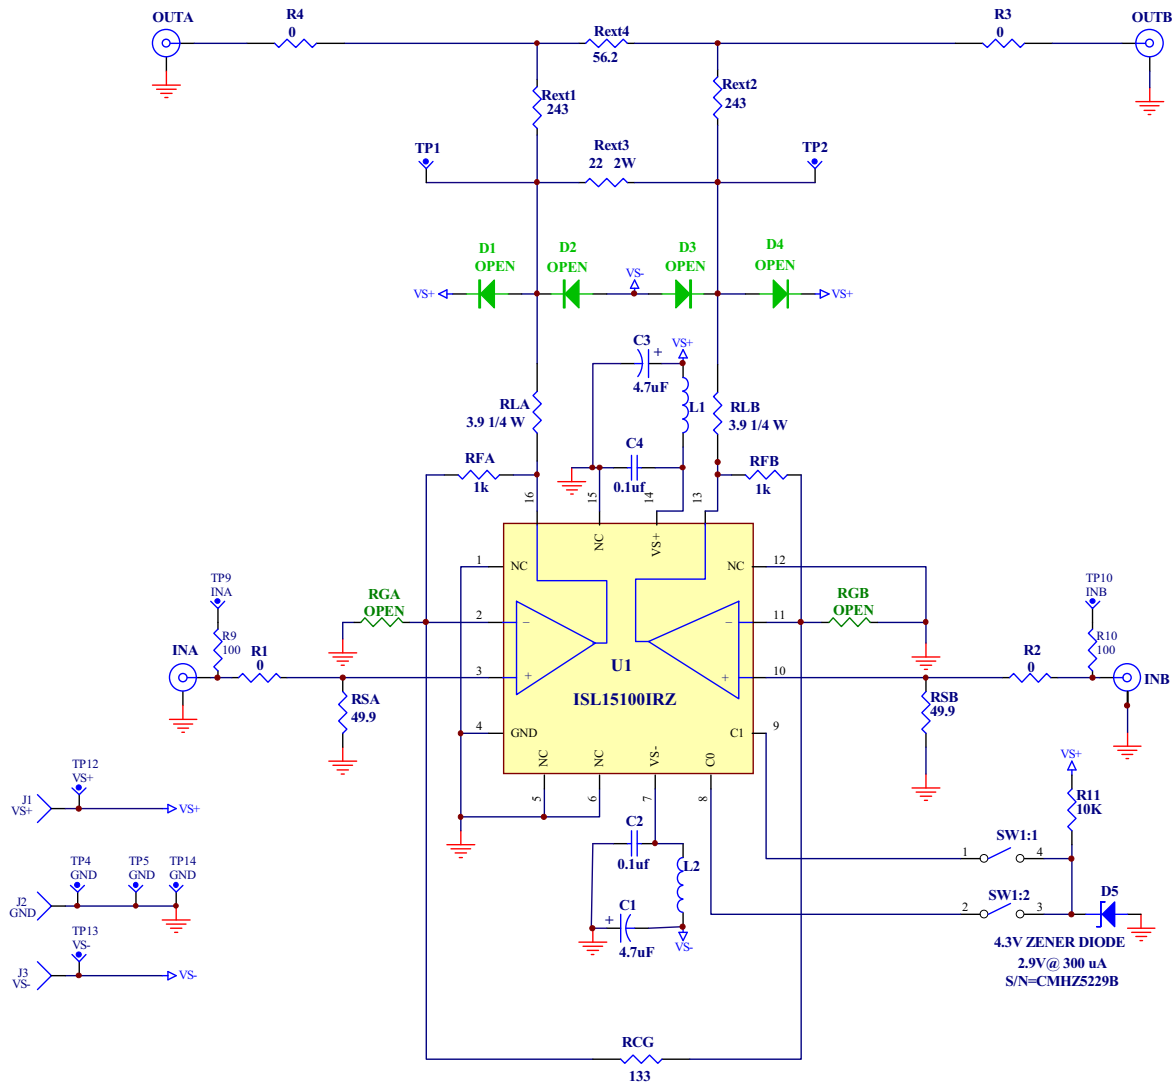 R4
0
OUTA
Rext4
56.2
R3
0
OUTB
Rext1
243
Rext2
243
TP1
Rext3
22 2W
TP2
D1
OPEN
D2
OPEN
VS-
D3
OPEN
D4
OPEN
VS+
VS+
C3
+
4.7uF
VS+
L1
RLA
3.9 1/4 W
RLB
3.9 1/4 W
C4
0.1uf
RFA
1k
RFB
1k
16
15
14
13
NC
VS+
1
NC
NC
12
TP9
INA
R9
100
RGA
OPEN
2
−
−
11
RGB
OPEN
TP10
INB
R10
100
INA
R1
0
3
+
U1
+
10
R2
0
INB
RSA
49.9
ISL15100IRZ
RSB
49.9
4
GND
C1
9
NC
NC
VS-
C0
5
6
7
8
VS+
R11
10K
TP12
VS+
J1
VS+
VS+
C2
0.1uf
L2
SW1:1
1
4
TP4
GND
TP5
GND
TP14
GND
J2
GND
C1
+
4.7uF
VS-
SW1:2
2
3
D5
4.3V ZENER DIODE
2.9V@ 300 uA
S/N=CMHZ5229B
TP13
VS-
J3
VS-
VS-
RCG
133